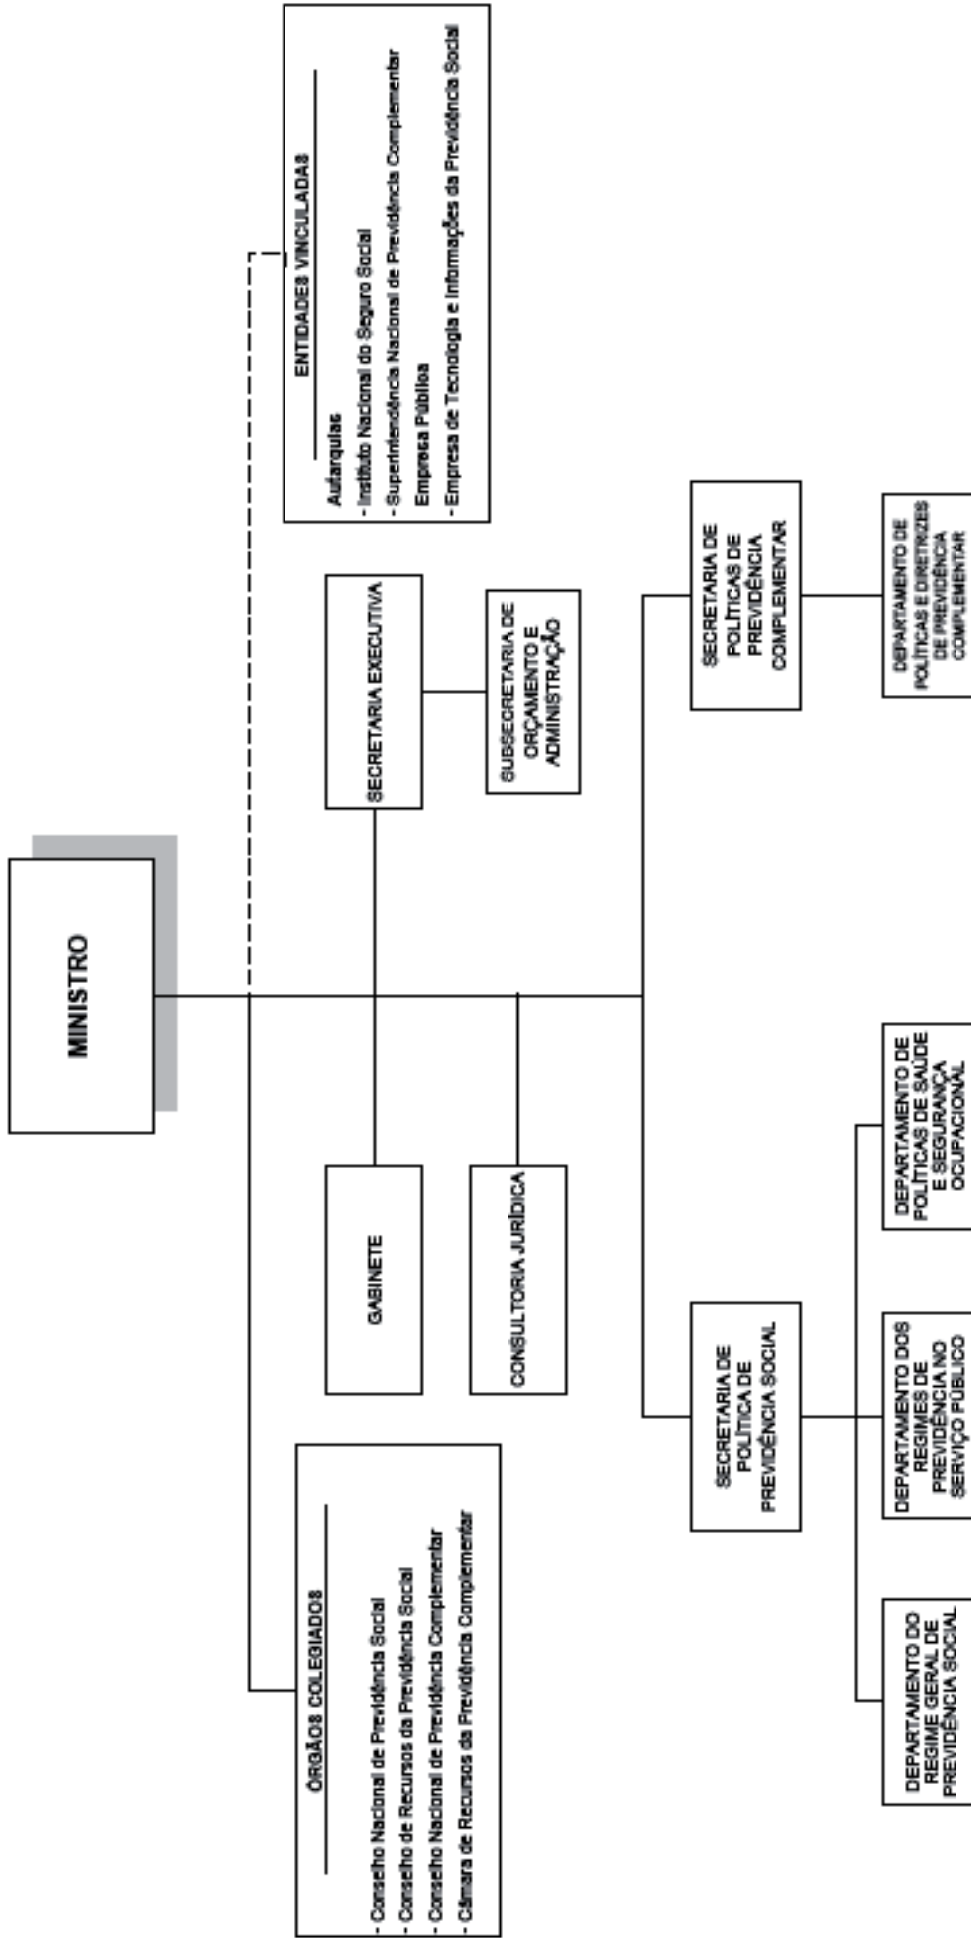 MINISTRO
ÓRGÃOS COLEGIADOS
- Conselho Nacional de Previdência Social
- Conselho de Recursos da Previdência Social
- Conselho Nacional de Previdência Complementar
- Câmara de Recursos da Previdência Complementar
ENTIDADES VINCULADAS
Autarquias
- Instituto Nacional do Seguro Social
- Superintendência Nacional de Previdência Complementar
Empresa Pública
- Empresa de Tecnologia e Informações da Previdência Social
GABINETE
SECRETARIA EXECUTIVA
CONSULTORIA JURÍDICA
SUBSECRETARIA DE
ORÇAMENTO E
ADMINISTRAÇÃO
SECRETARIA DE
POLÍTICA DE
PREVIDÊNCIA SOCIAL
SECRETARIA DE
POLÍTICAS DE
PREVIDÊNCIA
COMPLEMENTAR
DEPARTAMENTO DO
REGIME GERAL DE
PREVIDÊNCIA SOCIAL
DEPARTAMENTO DOS
REGIMES DE
PREVIDÊNCIA NO
SERVIÇO PÚBLICO
DEPARTAMENTO DE
POLÍTICAS DE SAÚDE
E SEGURANÇA
OCUPACIONAL
DEPARTAMENTO DE
POLÍTICAS E DIRETRIZES
DE PREVIDÊNCIA
COMPLEMENTAR